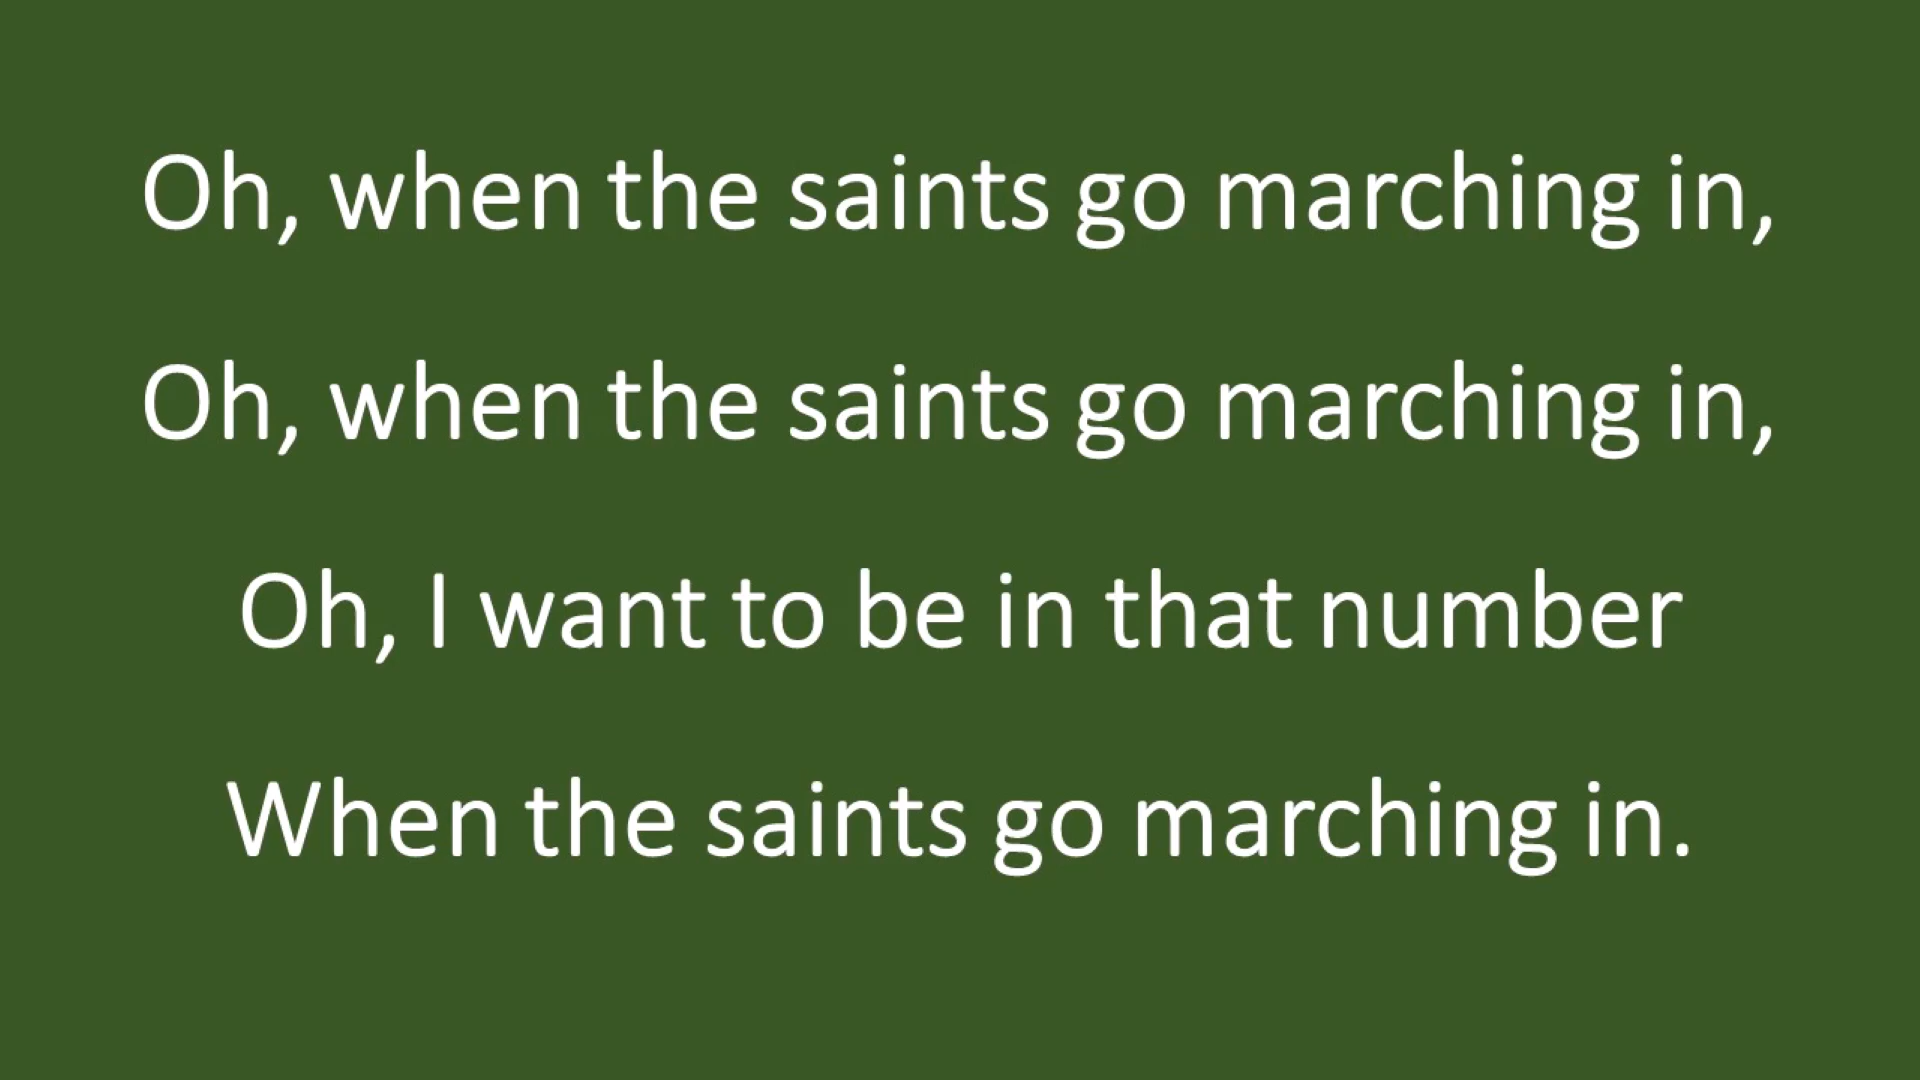 Oh, when the saints go marching in,
Oh, when the saints go marching in,
Oh, I want to be in that number
When the saints go marching in.